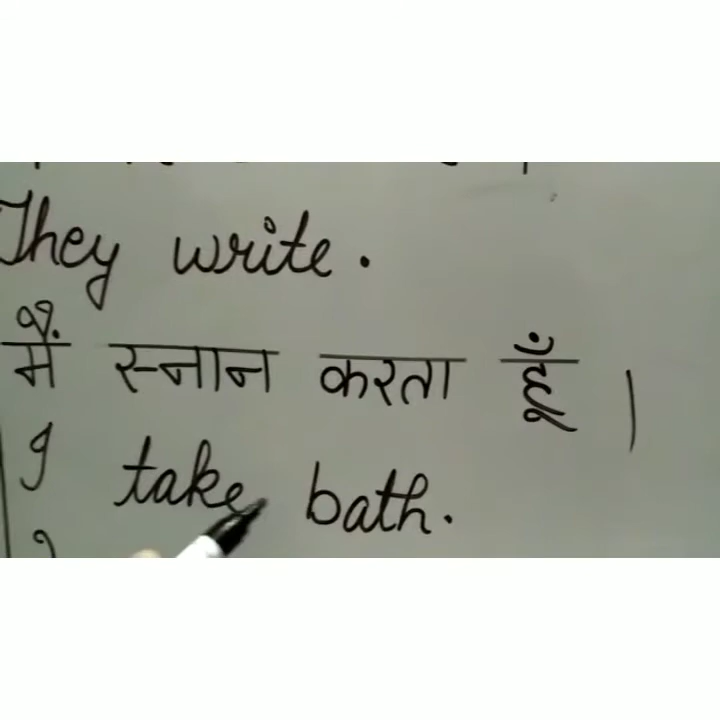 They write.
मैं स्नान करता हूँ।
I take bath.